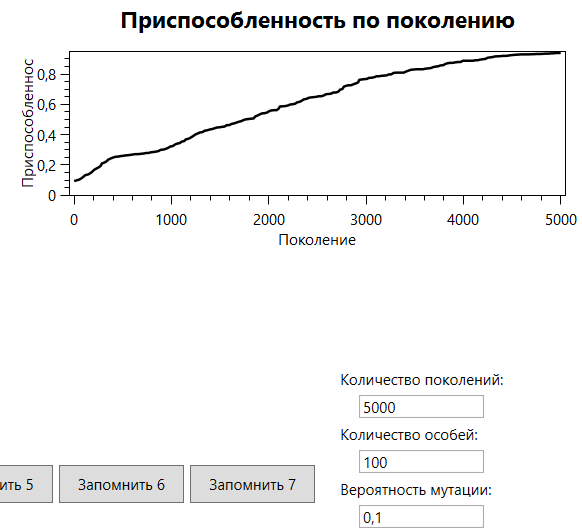 Приспособленность по поколению
Приспособленнос
0,8
0,6
0,4
0,2
0
0 1000 2000 3000 4000 5000
Поколение
Количество поколений:
5000
Количество особей:
100
Вероятность мутации:
0,1
ить 5 Запомнить 6 Запомнить 7